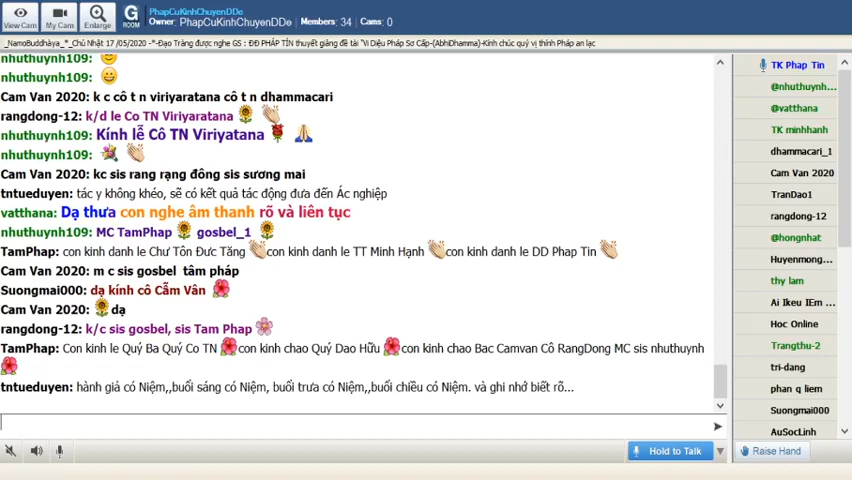 PhapCuKinhChuyenDDe
Owner: PhapCuKinhChuyenDDe Members: 34 Cams: 0
View Cam My Cam Enlarge G ROOM
_NamoBuddhàya_*_Chủ Nhật 17 /05/2020 -*-Đạo Tràng được nghe GS : ĐĐ PHÁP TÍN thuyết giảng đề tài "Vi Diệu Pháp Sơ Cấp-(AbhiDhamma)-Kính chúc quý vị thính Pháp an lạc
nhuthuynh109:
nhuthuynh109:
Cam Van 2020: k c cô t n viriyaratana cô t n dhammacari
rangdong-12: k/d le Co TN Viriyaratana
nhuthuynh109: Kính lễ Cô TN Viriyatana
nhuthuynh109:
Cam Van 2020: kc sis rang rạng đông sis sương mai
tntueduyen: tác y không khéo, sẽ có kết quả tác động đưa đến Ác nghiệp
vatthana: Dạ thưa con nghe âm thanh rõ và liên tục
nhuthuynh109: MC TamPhap gosbel_1
TamPhap: con kinh danh le Chư Tôn Đưc Tăng con kinh danh le TT Minh Hạnh con kinh danh le DD Phap Tin
Cam Van 2020: m c sis gosbel tâm pháp
Suongmai000: dạ kính cô Cẩm Vân
Cam Van 2020: dạ
rangdong-12: k/c sis gosbel, sis Tam Phap
TamPhap: Con kinh le Quý Ba Quý Co TN con kinh chao Quý Dao Hữu con kinh chao Bac Camvan Cô RangDong MC sis nhuthuynh
tntueduyen: hành giả có Niệm,,buổi sáng có Niệm, buổi trưa có Niệm,,buổi chiều có Niệm. và ghi nhớ biết rõ...
Hold to Talk
TK Phap Tin
@nhuthuynh...
@vatthana
TK minhhanh
dhammacari_1
Cam Van 2020
TranDao1
rangdong-12
@hongnhat
Huyenmong...
thy lam
Ai Ikeu IEm ...
Hoc Online
Trangthu-2
tri-dang
phan q liem
Suongmai000
AuSocLinh
Raise Hand